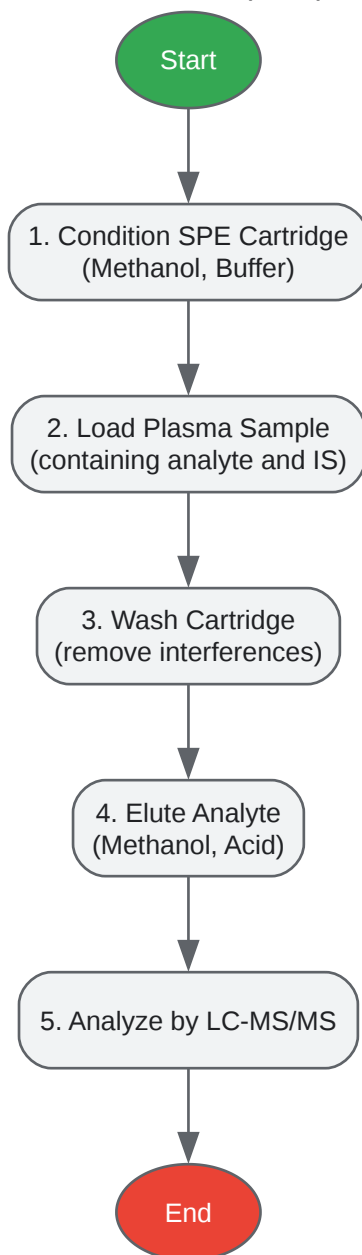 Start
1. Condition SPE Cartridge
(Methanol, Buffer)
2. Load Plasma Sample
(containing analyte and IS)
3. Wash Cartridge
(remove interferences)
4. Elute Analyte
(Methanol, Acid)
5. Analyze by LC-MS/MS
End